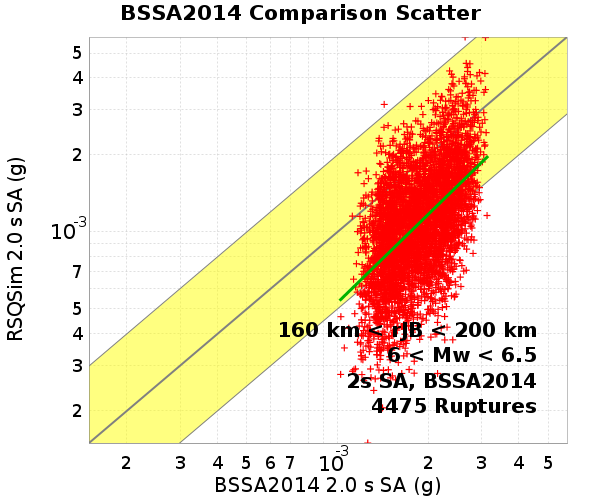 BSSA2014 Comparison Scatter
RSQSim 2.0 s SA (g)
5
4
3
2
10-3
7
5
4
3
2
160 km < rJB < 200 km
6 < Mw < 6.5
2s SA, BSSA2014
4475 Ruptures
2 3 4 5 6 7 10-3 2 3 4 5
BSSA2014 2.0 s SA (g)